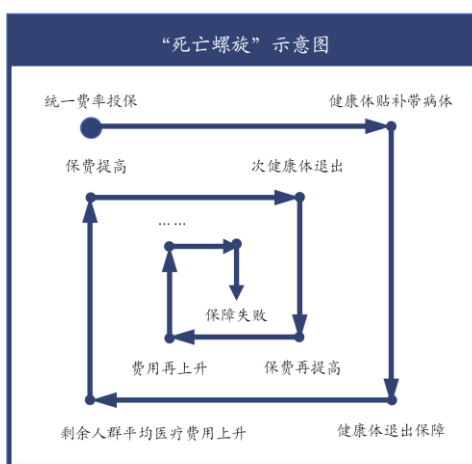 “死亡螺旋”示意图
统一费率投保
健康体贴补带病体
保费提高
次健康体退出
……
保障失败
费用再上升
保费再提高
剩余人群平均医疗费用上升
健康体退出保障